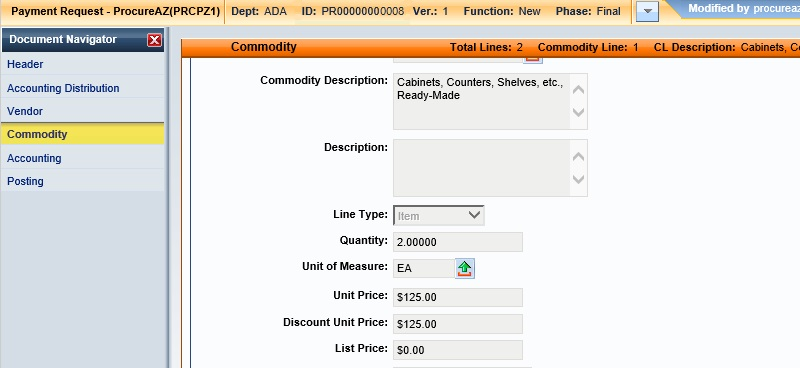 Payment Request - ProcureAZ(PRCPZ1) Dept: ADA ID: PR00000000008 Ver.: 1 Function: New Phase: Final Modified by procureaz
Document Navigator
Header
Accounting Distribution
Vendor
Commodity
Accounting
Posting
Commodity Total Lines: 2 Commodity Line: 1 CL Description: Cabinets, Co
Commodity Description: Cabinets, Counters, Shelves, etc.,
Ready-Made
Description:
Line Type: Item
Quantity: 2.00000
Unit of Measure: EA
Unit Price: $125.00
Discount Unit Price: $125.00
List Price: $0.00